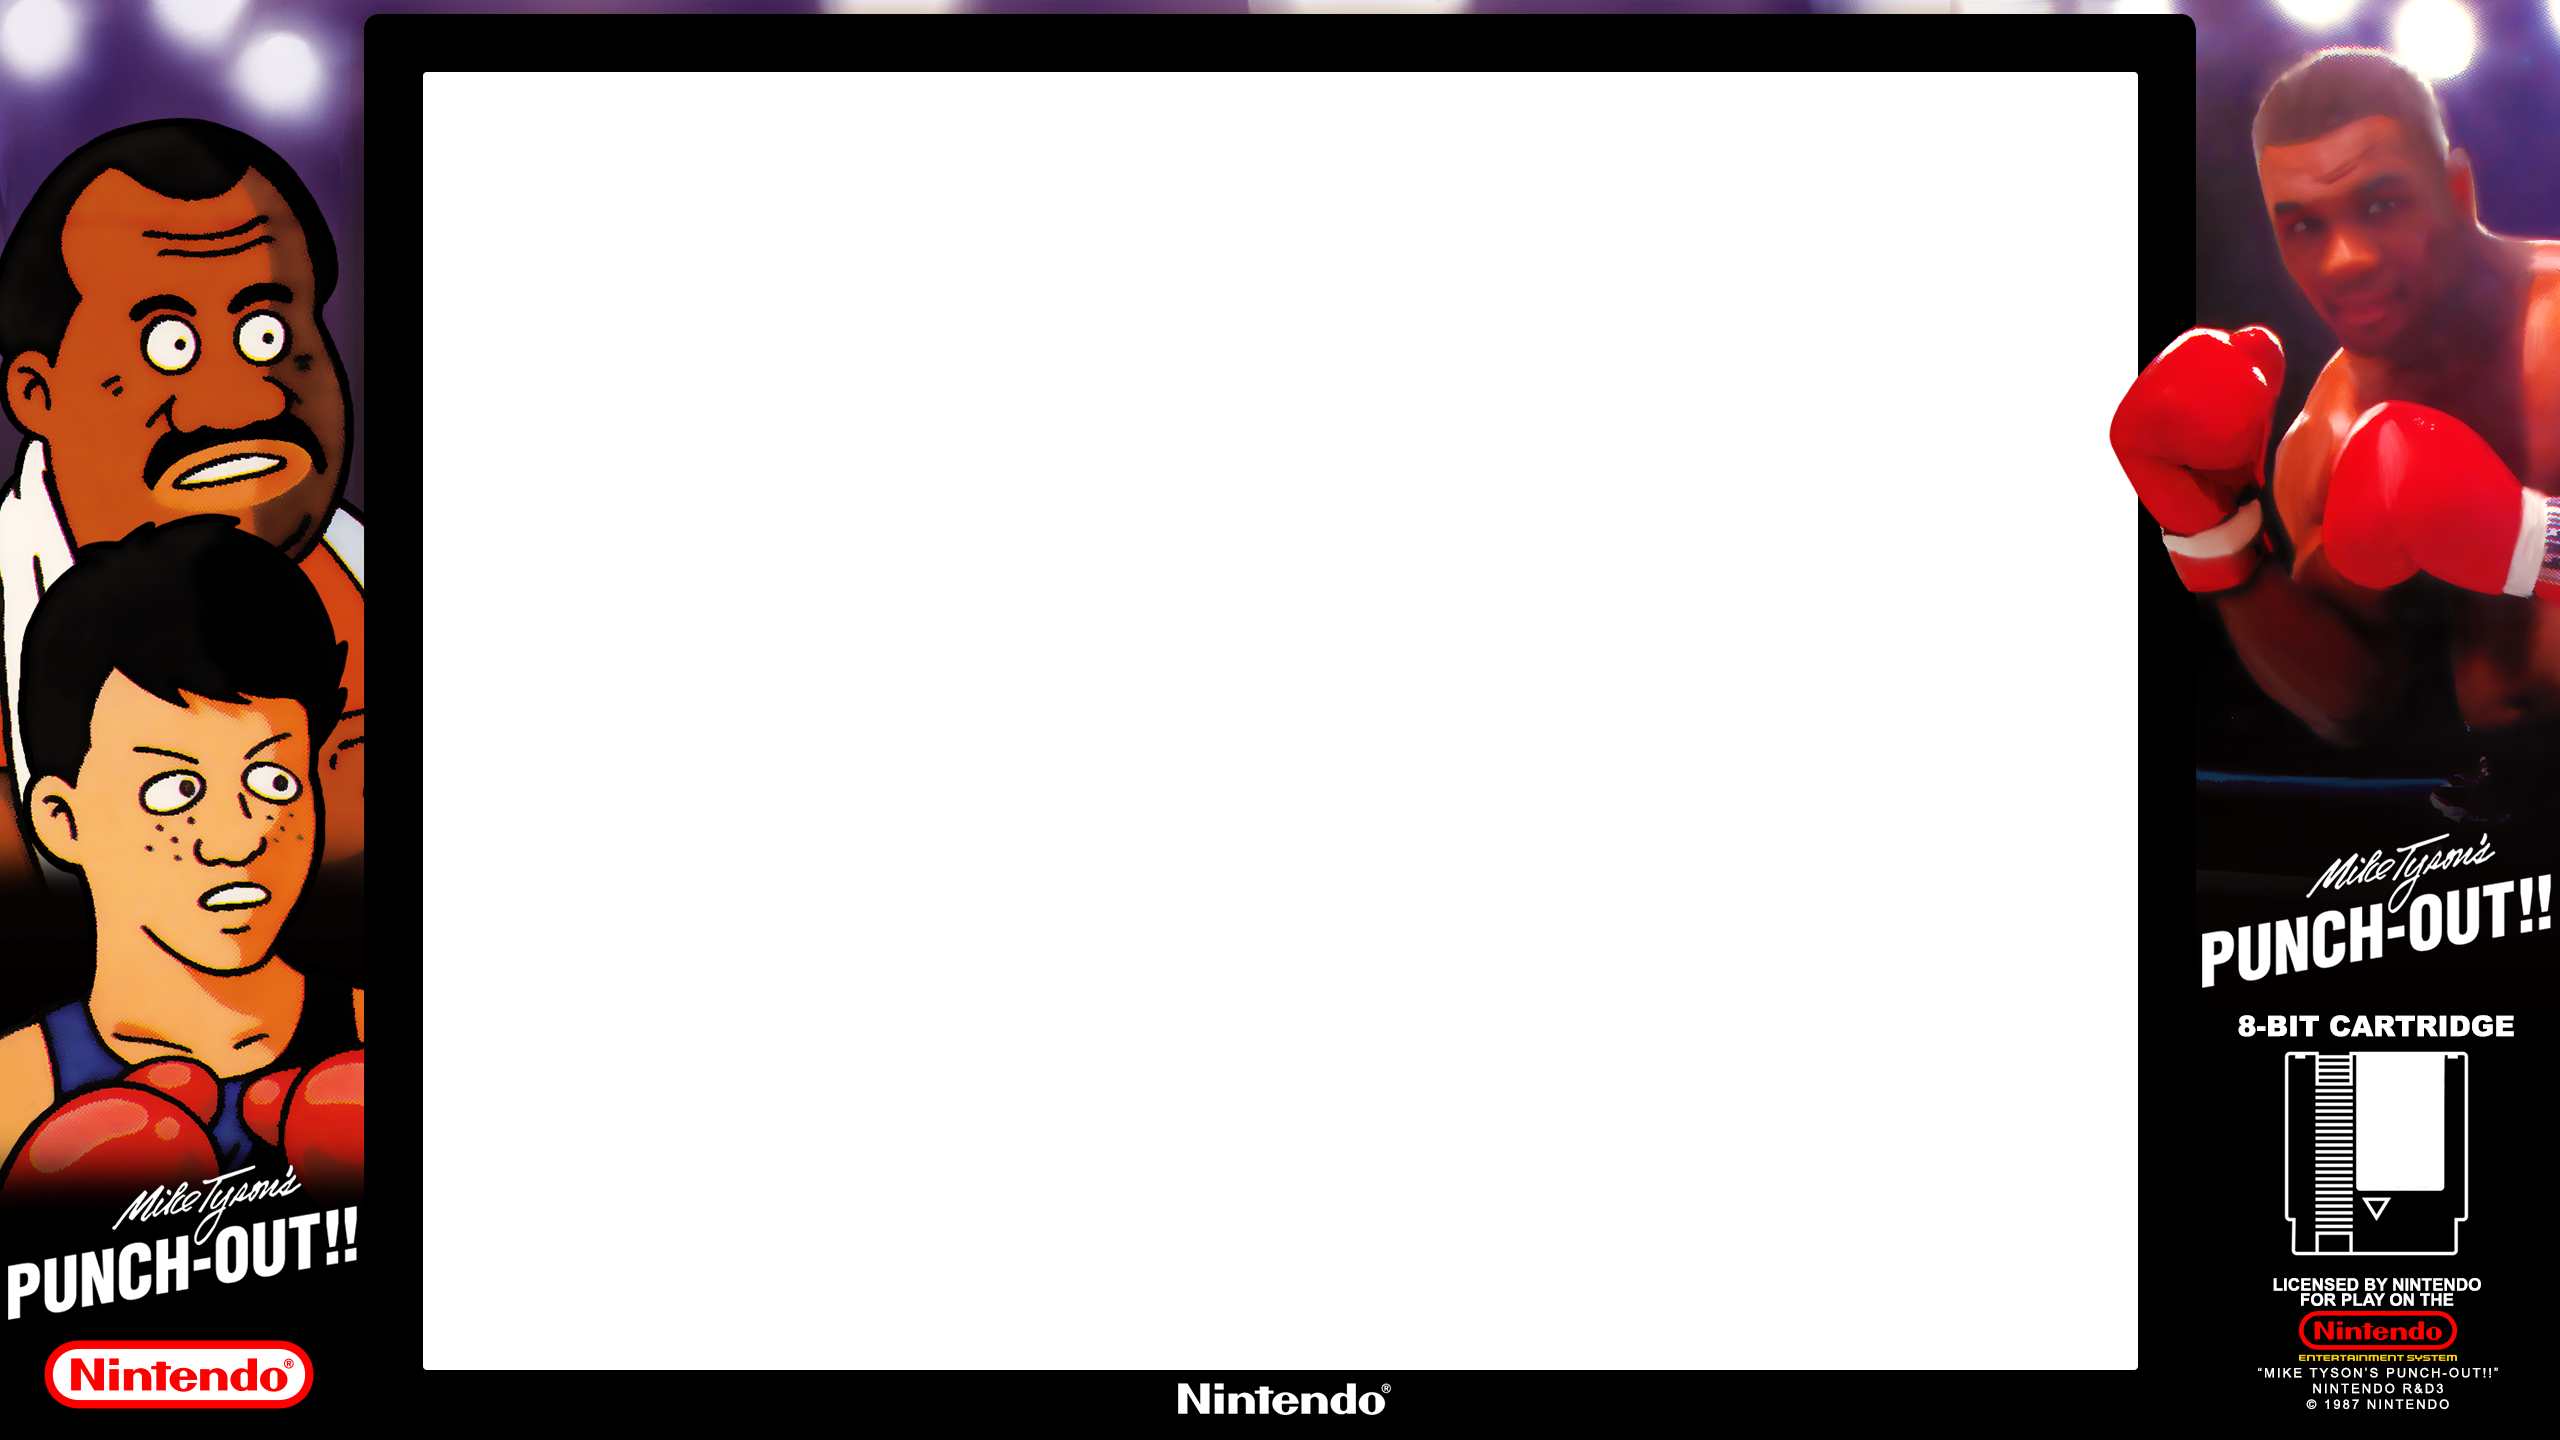 Mike Tyson's
PUNCH-OUT!!
Nintendo®
Nintendo®
Mike Tyson's
PUNCH-OUT!!
8-BIT CARTRIDGE
LICENSED BY NINTENDO
FOR PLAY ON THE
Nintendo
ENTERTAINMENT SYSTEM
“MIKE TYSON'S PUNCH-OUT!!”
NINTENDO R&D3
© 1987 NINTENDO